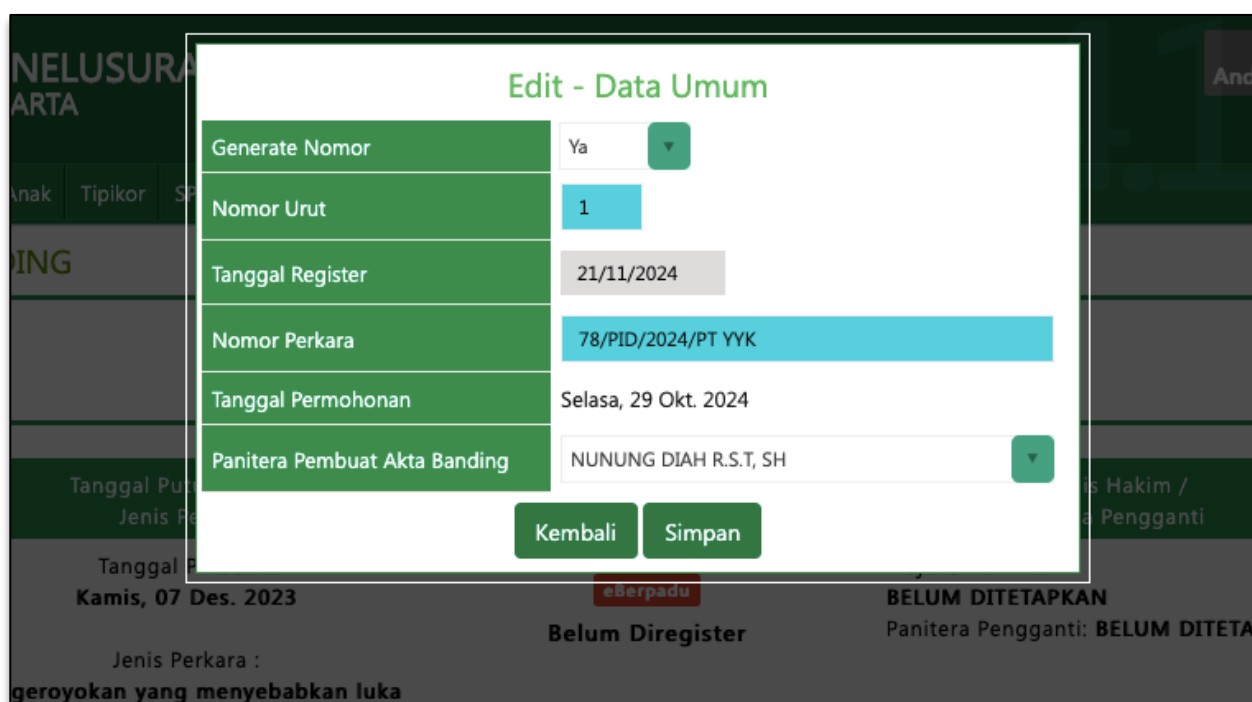 NELUSURA
ARTA
And
Anak Tipikor SP
DING
Edit - Data Umum
Generate Nomor Ya
Nomor Urut 1
Tanggal Register 21/11/2024
Nomor Perkara 78/PID/2024/PT YYK
Tanggal Permohonan Selasa, 29 Okt. 2024
Panitera Pembuat Akta Banding NUNUNG DIAH R.S.T, SH
Kembali Simpan
Tanggal Put
Jenis Pe
is Hakim /
a Pengganti
Tanggal P
Kamis, 07 Des. 2023
Jenis Perkara :
geroyokan yang menyebabkan luka
eBerpadu
Belum Diregister
BELUM DITETAPKAN
Panitera Pengganti: BELUM DITETA